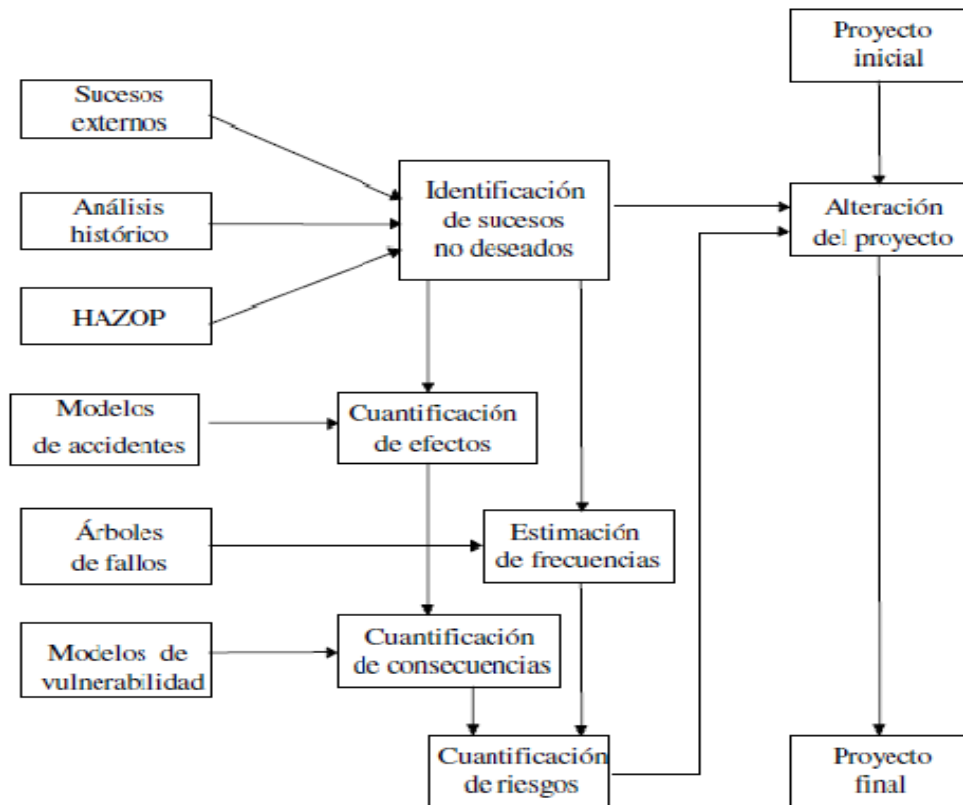 Proyecto
inicial
Sucesos
externos
Identificación
de sucesos
no deseados
Análisis
histórico
Alteración
del proyecto
HAZOP
Modelos
de accidentes
Cuantificación
de efectos
Árboles
de fallos
Estimación
de frecuencias
Modelos de
vulnerabilidad
Cuantificación
de consecuencias
Cuantificación
de riesgos
Proyecto
final